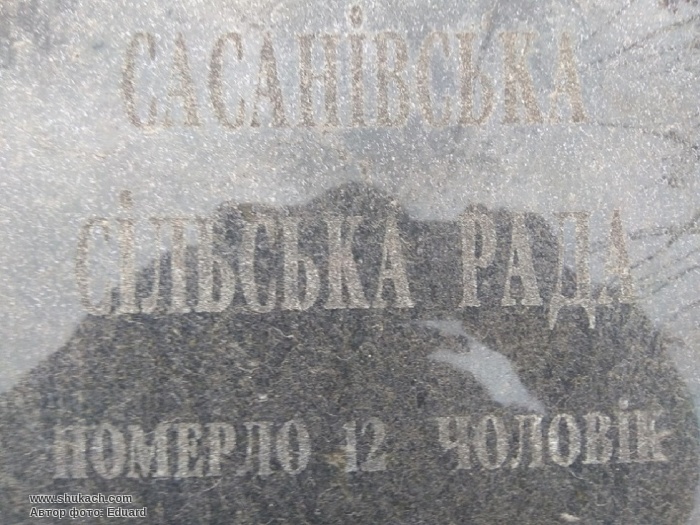 САСАНІВСЬКА
СІЛЬСЬКА РАДА
ПОМЕРЛО 12 ЧОЛОВІК
www.shukach.com
Автор фото: Eduard